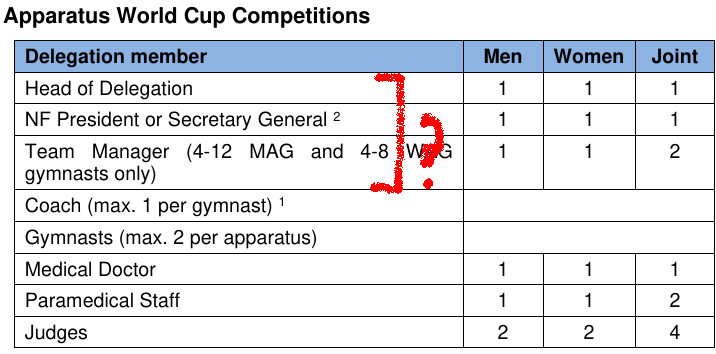 Apparatus World Cup Competitions
Delegation member Men Women Joint
Head of Delegation 1 1 1
NF President or Secretary General ² 1 1 1
Team Manager (4-12 MAG and 4-8 WAG 1 1 2
gymnasts only)
Coach (max. 1 per gymnast) ¹
Gymnasts (max. 2 per apparatus)
Medical Doctor 1 1 1
Paramedical Staff 1 1 2
Judges 2 2 4
]?